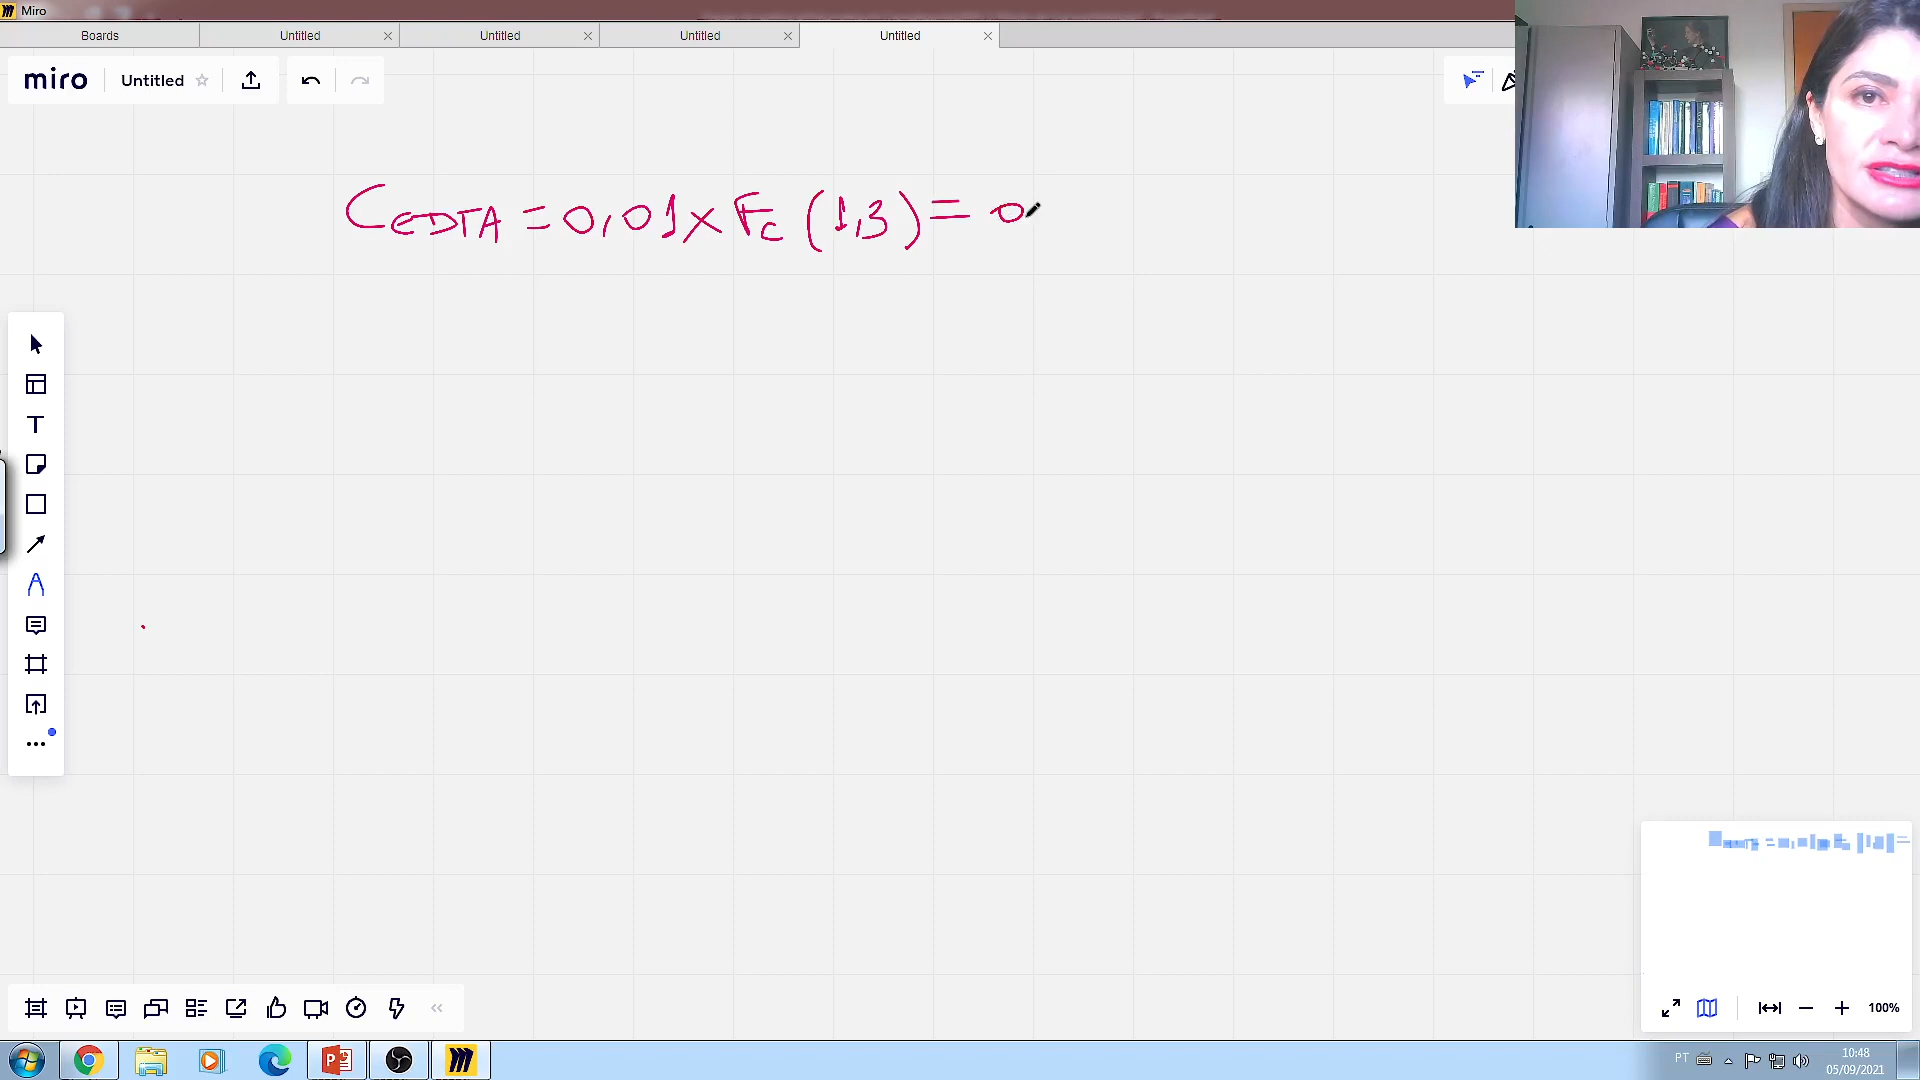 Miro
Boards
Untitled
Untitled
Untitled
Untitled
miro
Untitled
CEDTA = 0,01 x Fc (1,3) = 0
100%
PT
10:48
05/09/2021